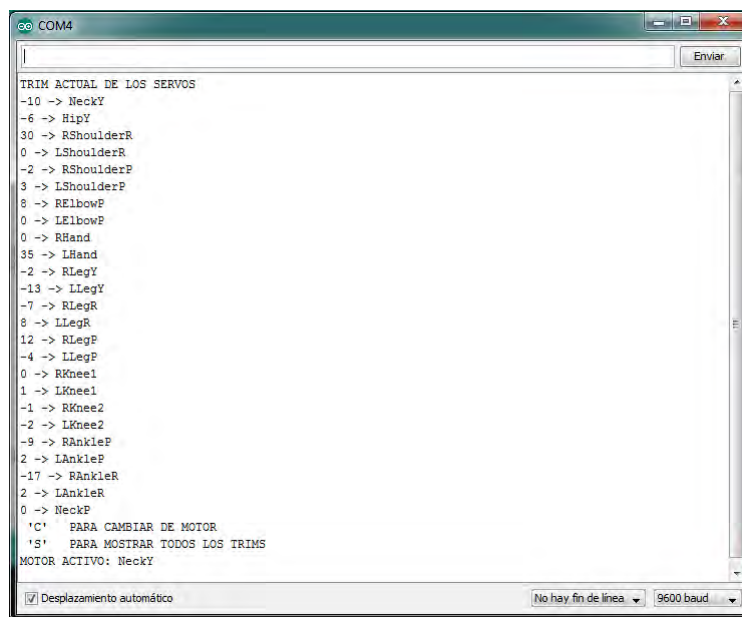 COM4
Enviar
TRIM ACTUAL DE LOS SERVOS
-10 -> NeckY
-6 -> HipY
30 -> RShoulderR
0 -> LShoulderR
-2 -> RShoulderP
3 -> LShoulderP
8 -> RElbowP
0 -> LElbowP
0 -> RHand
35 -> LHand
-2 -> RLegY
-13 -> LLegY
-7 -> RLegR
8 -> LLegR
12 -> RLegP
-4 -> LLegP
0 -> RKnee1
1 -> LKnee1
-1 -> RKnee2
-2 -> LKnee2
-9 -> RAnkleP
2 -> LAnkleP
-17 -> RAnkleR
2 -> LAnkleR
0 -> NeckP
'C'   PARA CAMBIAR DE MOTOR
'S'   PARA MOSTRAR TODOS LOS TRIMS
MOTOR ACTIVO: NeckY
Desplazamiento automático No hay fin de línea 9600 baud